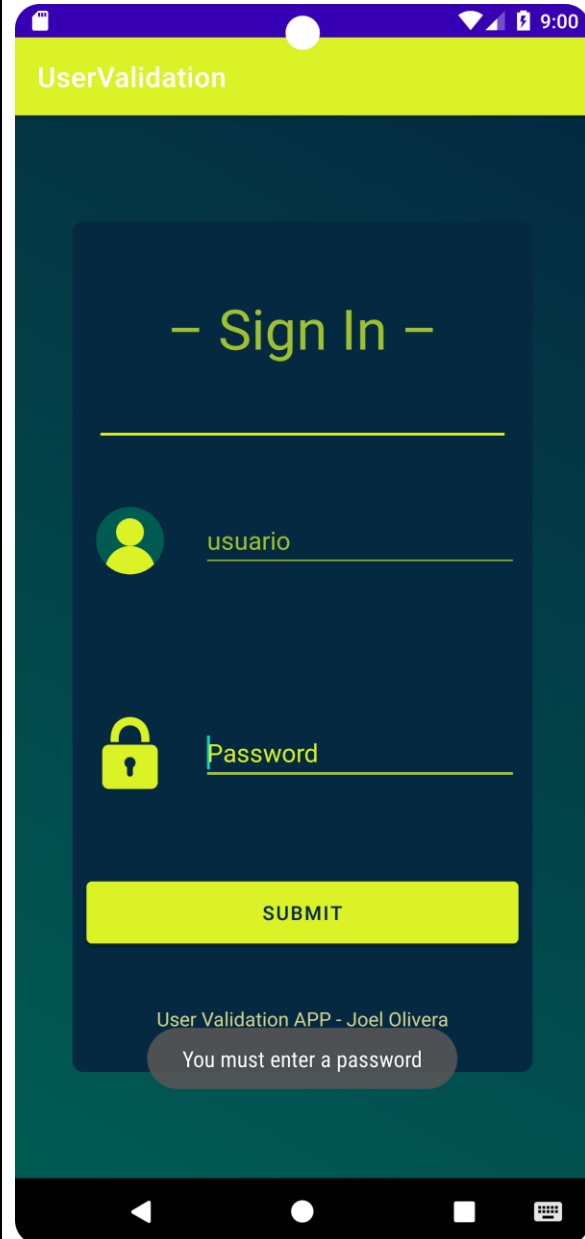 9:00
UserValidation
– Sign In –
usuario
Password
SUBMIT
User Validation APP - Joel Olivera
You must enter a password